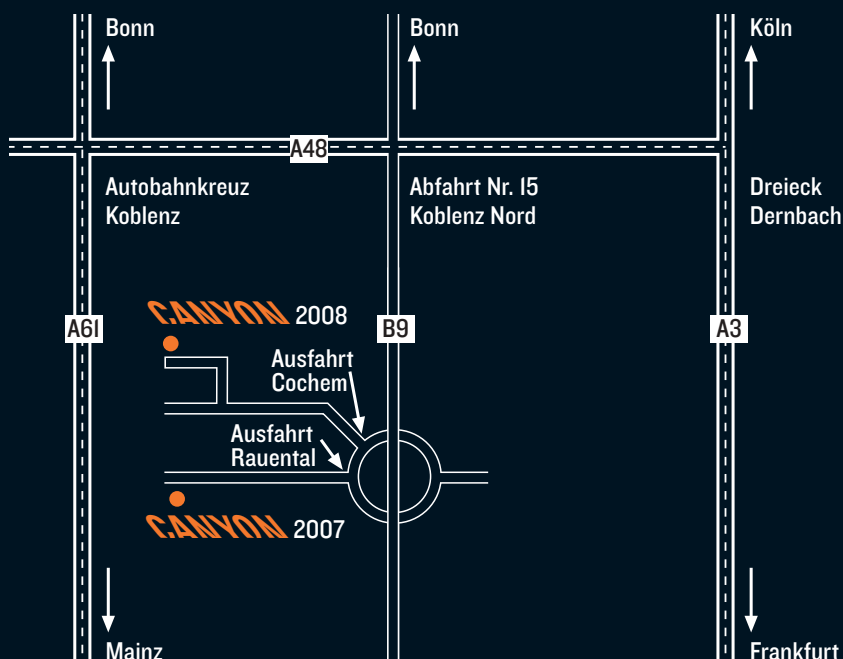 Bonn
Bonn
Köln
A48
Autobahnkreuz
Koblenz
Abfahrt Nr. 15
Koblenz Nord
Dreieck
Dernbach
CANYON 2008
A61
B9
A3
Ausfahrt
Cochem
Ausfahrt
Rauental
CANYON 2007
Mainz
Frankfurt